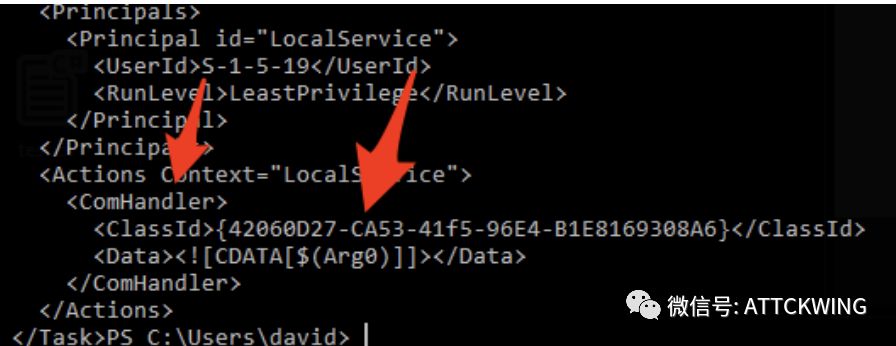 <Principals>
<Principal id="LocalService">
<UserId>S-1-5-19</UserId>
<RunLevel>LeastPrivilege</RunLevel>
</Principal>
</Principals>
<Actions Context="LocalService">
<ComHandler>
<ClassId>{42060D27-CA53-41f5-96E4-B1E8169308A6}</ClassId>
<Data><![CDATA[$(Arg0)]]></Data>
</ComHandler>
</Actions>
</Task>PS C:\Users\david>
微信号: ATTCKWING